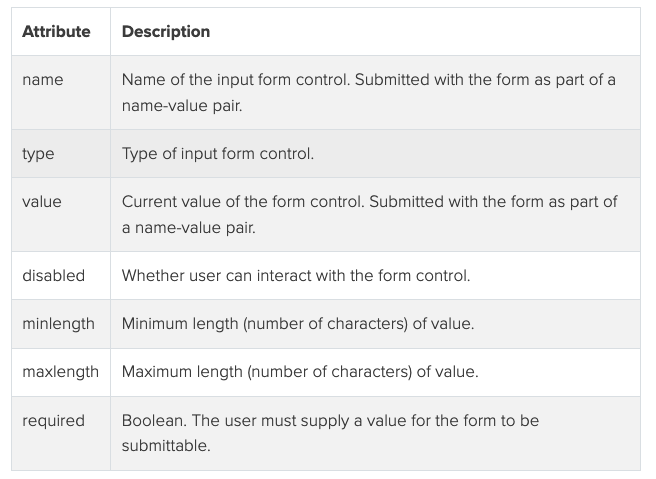 Attribute Description
name Name of the input form control. Submitted with the form as part of a
name-value pair.
type Type of input form control.
value Current value of the form control. Submitted with the form as part of
a name-value pair.
disabled Whether user can interact with the form control.
minlength Minimum length (number of characters) of value.
maxlength Maximum length (number of characters) of value.
required Boolean. The user must supply a value for the form to be
submittable.